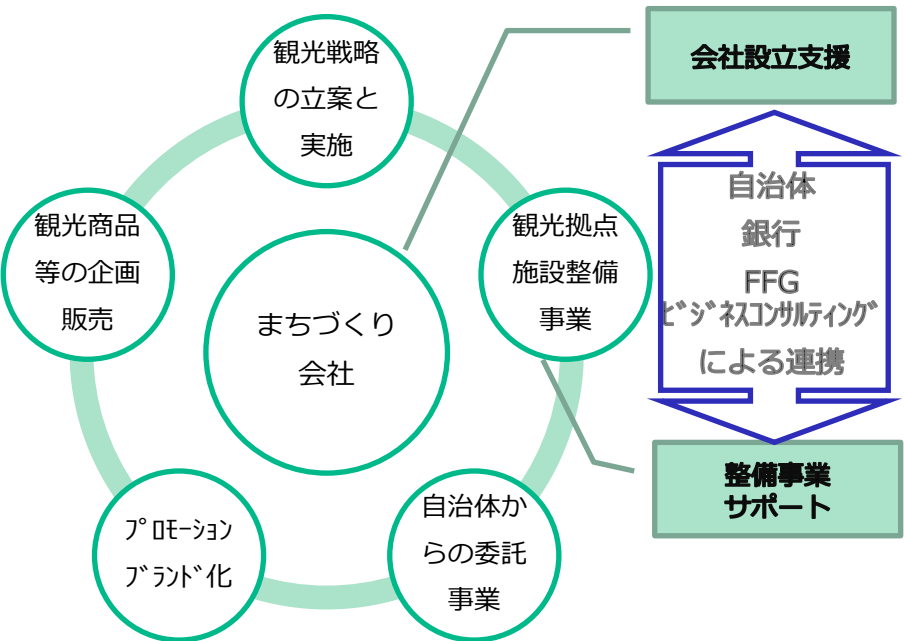 観光戦略
の立案と
実施
会社設立支援
観光商品
等の企画
販売
観光拠点
施設整備
事業
まちづくり
会社
自治体
銀行
FFG
ﾋﾞｼﾞﾈｽｺﾝｻﾙﾃｨﾝｸﾞ
による連携
ﾌﾟﾛﾓｰｼｮﾝ
ﾌﾞﾗﾝﾄﾞ化
自治体か
らの委託
事業
整備事業
サポート